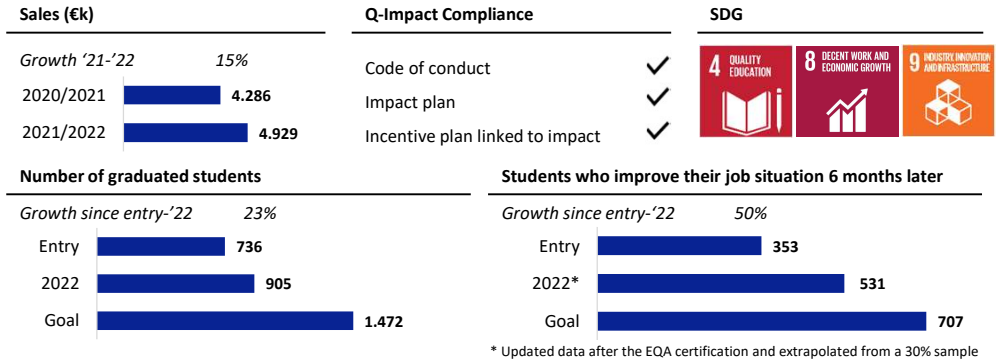 Sales (€k)
Growth ‘21-’22 15%
2020/2021 4.286
2021/2022 4.929
Q-Impact Compliance
Code of conduct
Impact plan
Incentive plan linked to impact
SDG
4 QUALITY
EDUCATION
8 DECENT WORK AND
ECONOMIC GROWTH
9 INDUSTRY, INNOVATION
AND INFRASTRUCTURE
Number of graduated students
Growth since entry-’22 23%
Entry 736
2022 905
Goal 1.472
Students who improve their job situation 6 months later
Growth since entry-‘22 50%
Entry 353
2022* 531
Goal 707
* Updated data after the EQA certification and extrapolated from a 30% sample